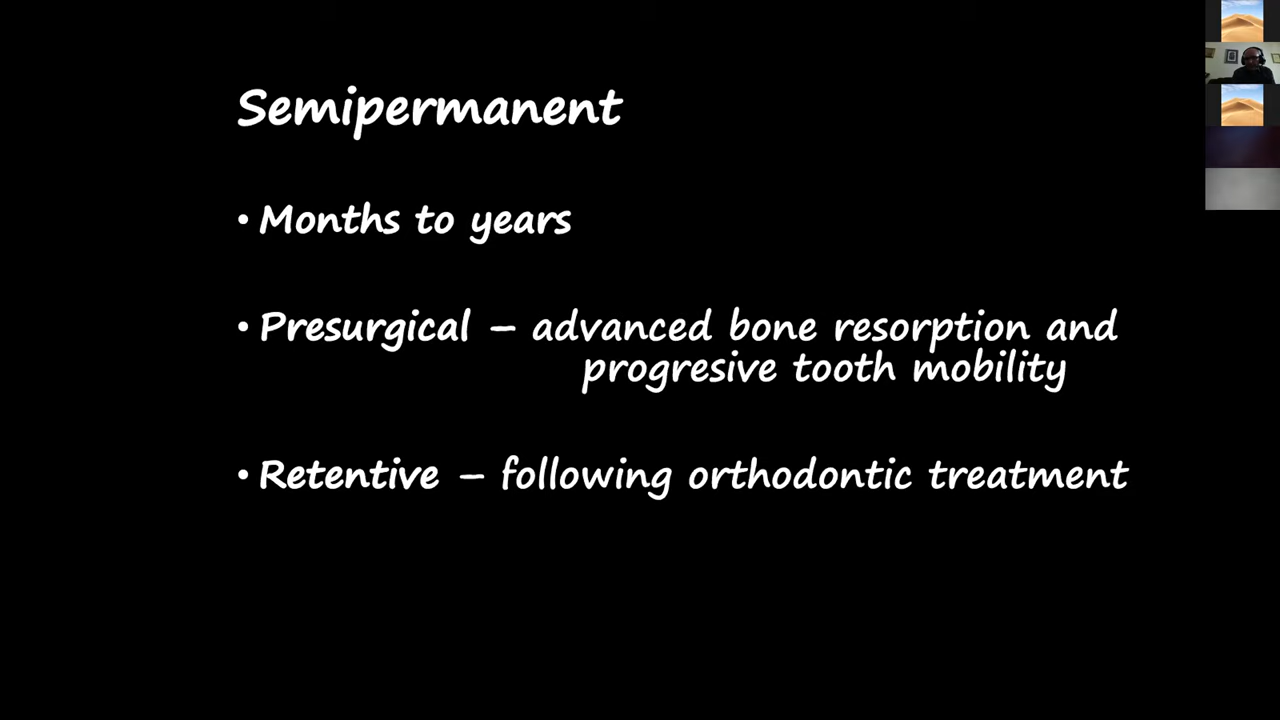 Semipermanent
• Months to years
• Presurgical – advanced bone resorption and
progresive tooth mobility
• Retentive – following orthodontic treatment